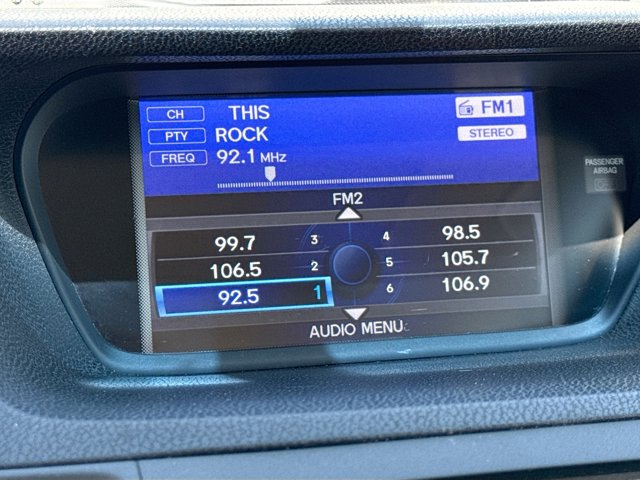 CH THIS FM1
PTY ROCK STEREO
FREQ 92.1 MHz
PASSENGER
AIRBAG
FM2
99.7 3 4 98.5
106.5 2 5 105.7
92.5 1 6 106.9
AUDIO MENU